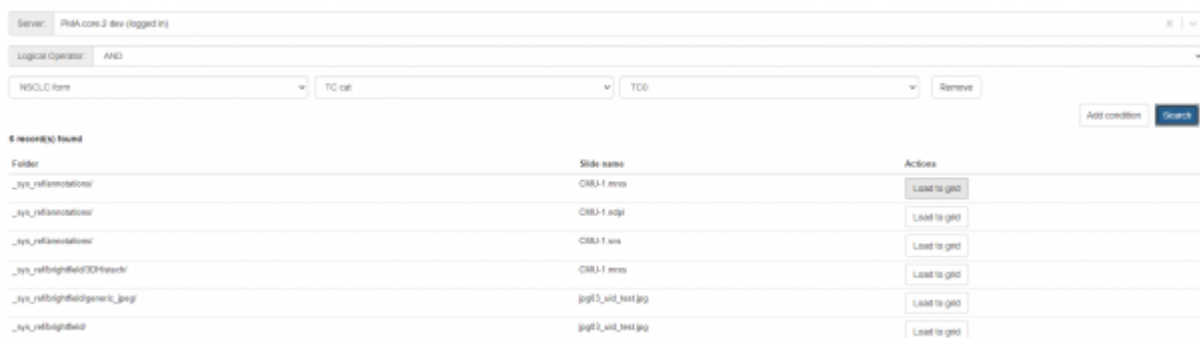 Server: PMA.core.2 dev (logged in)
Logical Operator: AND
NSCLC form TC cat TC0 Remove
Add condition Search
6 record(s) found
Folder Slide name Actions
_sys_ref/annotations/ CMU-1.mrxs Load to grid
_sys_ref/annotations/ CMU-1.ndpi Load to grid
_sys_ref/annotations/ CMU-1.svs Load to grid
_sys_ref/brightfield/3DHistech/ CMU-1.mrxs Load to grid
_sys_ref/brightfield/generic_jpeg/ Load to grid
_sys_ref/brightfield/ Load to grid